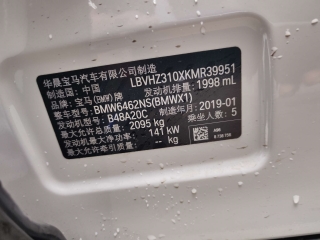 华晨宝马汽车有限公司制造
制造国：中国 LBVHZ310XKMR39951
品牌：宝马(BMW)牌 发动机排量：1998 mL
整车型号：BMW6462NS(BMWX1)
发动机型号：B48A20C 制造年月：2019-01
最大允许总质量：2095 kg 乘坐人数：5
发动机最大净功率：141 kW
最大允许牵引质量：-- kg